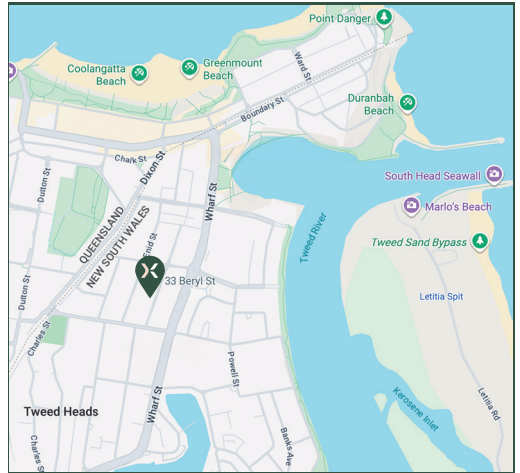 Point Danger
Ward St
Greenmount
Beach
Coolangatta
Beach
Duranbah
Beach
Boundary St
Chalk St
Dixon St
Dutton St
Wharf St
South Head Seawall
Marlo's Beach
QUEENSLAND
NEW SOUTH WALES
Enid St
Tweed River
Tweed Sand Bypass
33 Beryl St
Dutton St
Letitia Spit
Charles St
Powell St
Wharf St
Kerosene Inlet
Letitia Rd
Tweed Heads
Charles St
Banks Ave